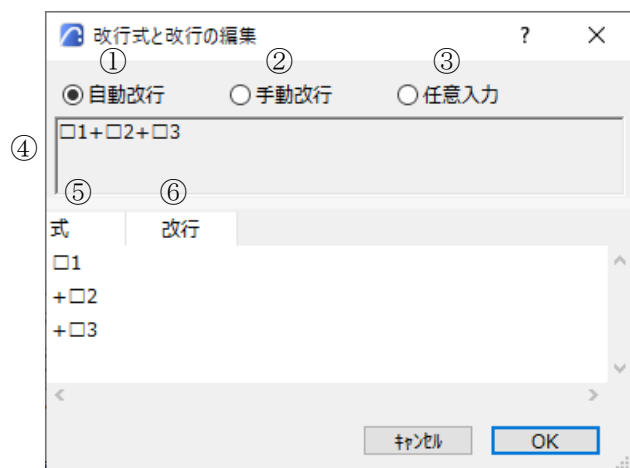 改行式と改行の編集 ? ×
① ② ③
自動改行 手動改行 任意入力
④ □1+□2+□3
⑤ ⑥
式 改行
□1
+□2
+□3
ｷｬﾝｾﾙ OK